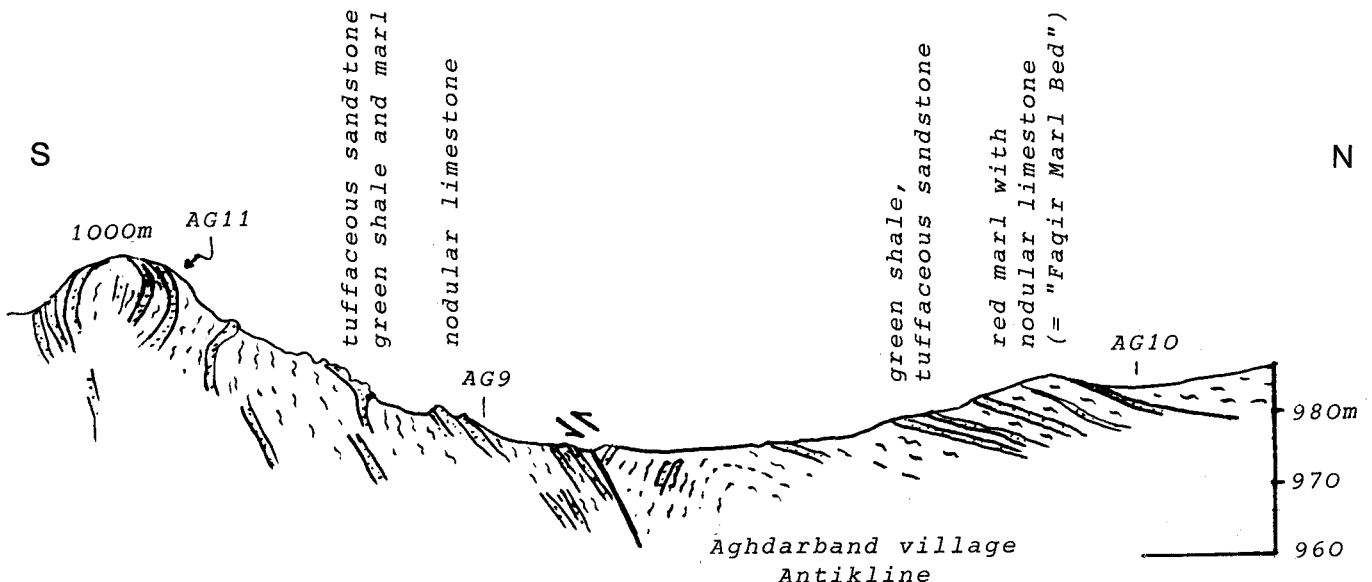 tuffaceous sandstone
green shale and marl
nodular limestone
green shale,
tuffaceous sandstone
red marl with
nodular limestone
(= "Faqir Marl Bed")
S
N
1000m
AG11
AG9
AG10
980m
970
960
Aghdarband village
Antikline